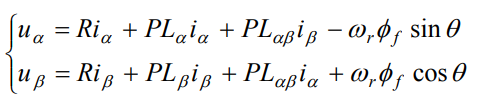 u_α = Ri_α + PL_α i_α + PL_αβ i_β − ω_r ϕ_f sin θ
u_β = Ri_β + PL_β i_β + PL_αβ i_α + ω_r ϕ_f cos θ